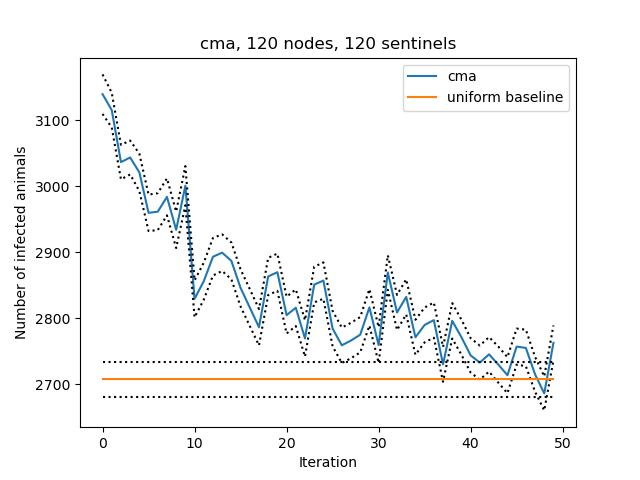 cma, 120 nodes, 120 sentinels
cma
uniform baseline
Number of infected animals
3100
3000
2900
2800
2700
0 10 20 30 40 50
Iteration